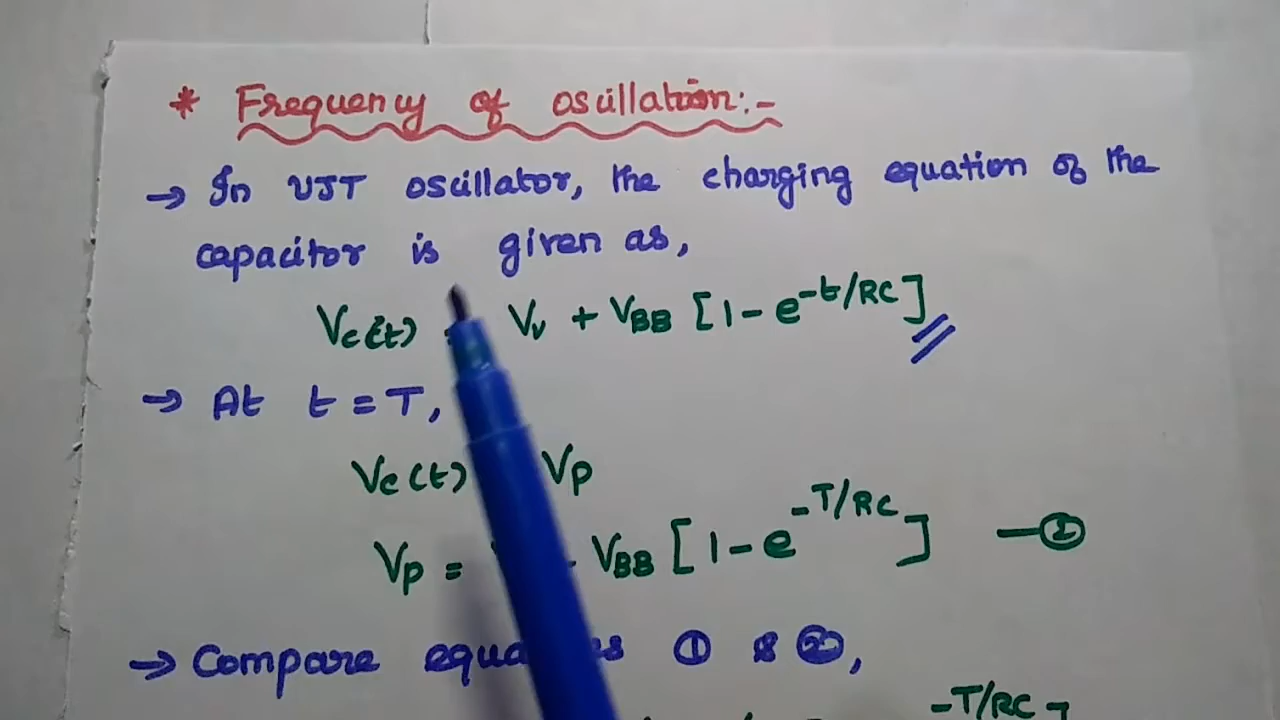 * Frequency of oscillation:-
→ In UJT oscillator, the charging equation of the
capacitor is given as,
Vc(t) = Vv + VBB [1 - e^-t/RC]
→ At t = T,
Vc(t) Vp
Vp = VBB [1 - e^-T/RC] — ②
→ Compare ① & ②,
-T/RC ]